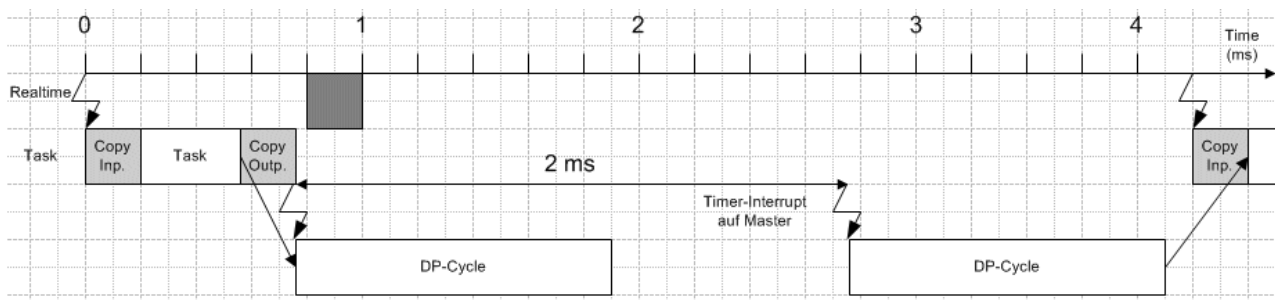 0 1 2 3 4
Time
(ms)
Realtime
Task
Copy
Inp.
Task
Copy
Outp.
2 ms
Copy
Inp.
Timer-Interrupt
auf Master
DP-Cycle
DP-Cycle